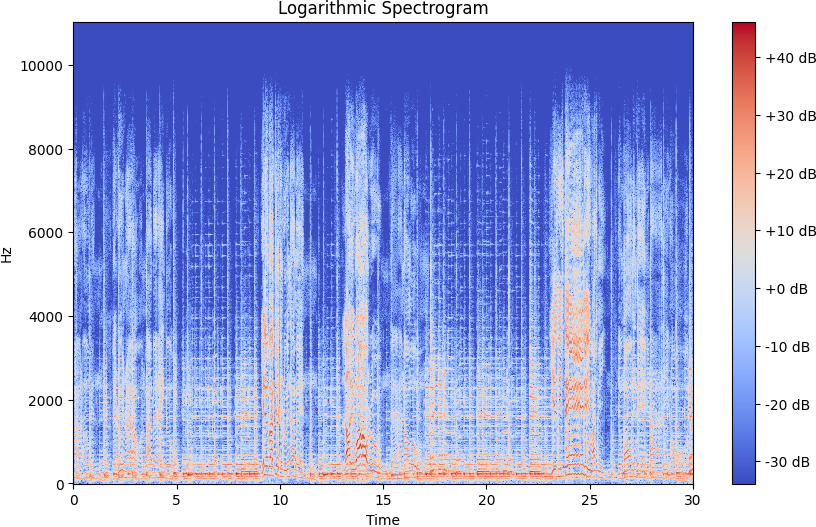 Logarithmic Spectrogram
Hz
10000
8000
6000
4000
2000
0
0 5 10 15 20 25 30
Time
+40 dB
+30 dB
+20 dB
+10 dB
+0 dB
-10 dB
-20 dB
-30 dB